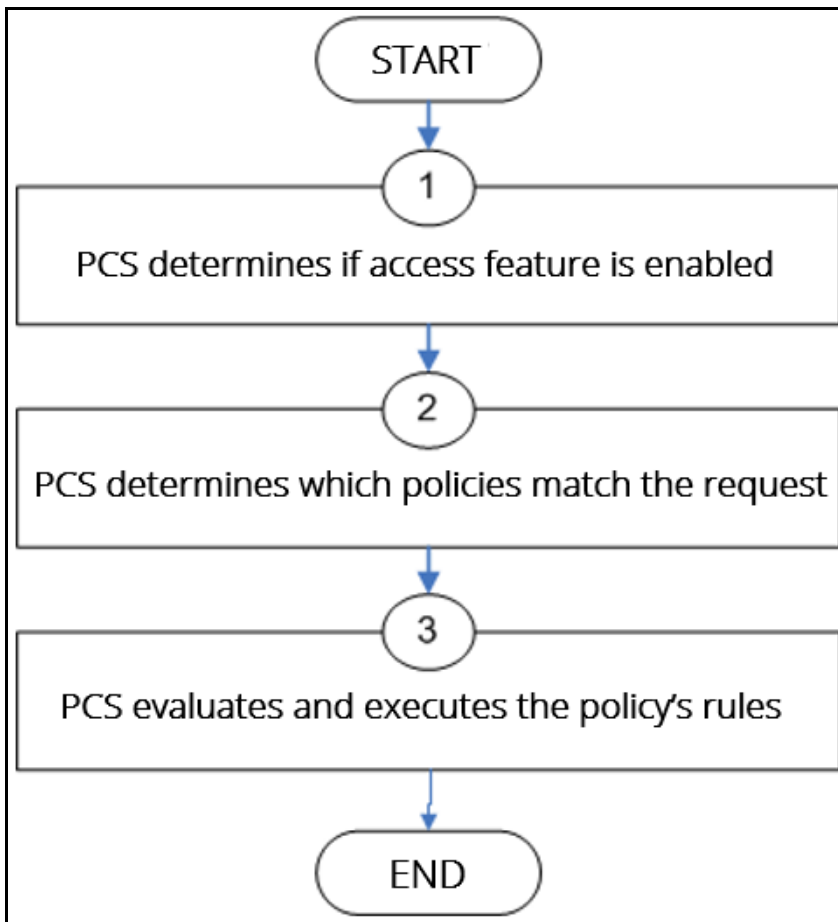 START
1
PCS determines if access feature is enabled
2
PCS determines which policies match the request
3
PCS evaluates and executes the policy’s rules
END